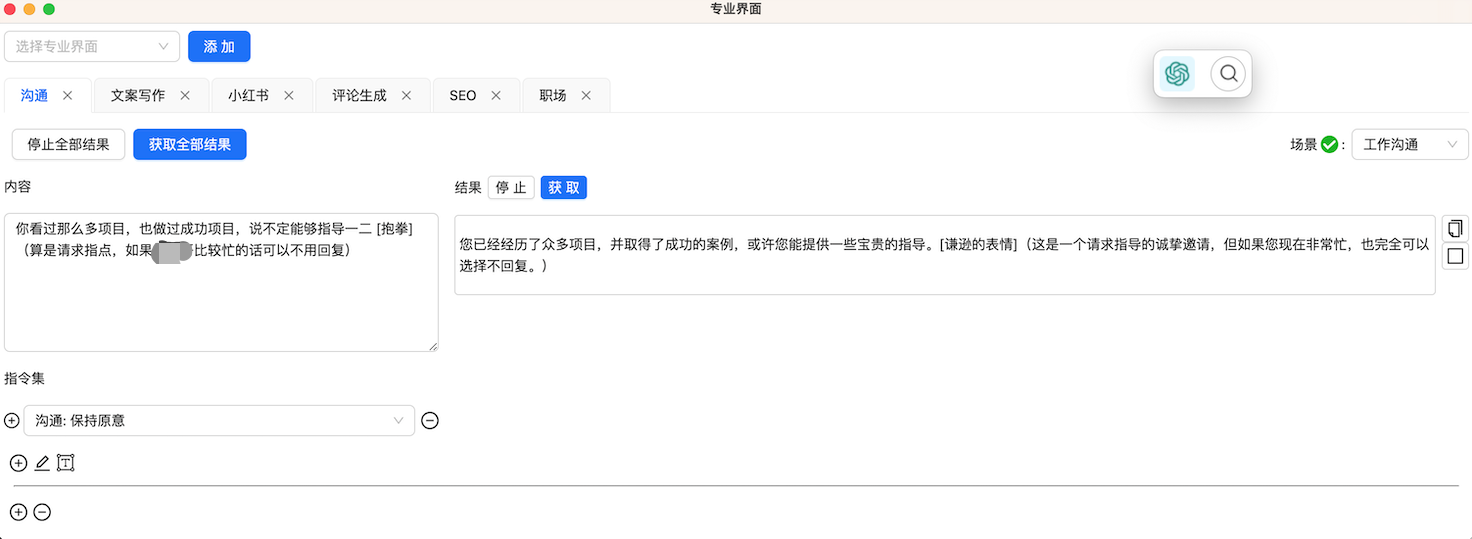 专业界面
选择专业界面 添 加
沟通 文案写作 小红书 评论生成 SEO 职场
停止全部结果 获取全部结果 场景 : 工作沟通
内容
结果 停 止 获 取
你看过那么多项目，也做过成功项目，说不定能够指导一二 [抱拳]
（算是请求指点，如果 比较忙的话可以不用回复）
您已经经历了众多项目，并取得了成功的案例，或许您能提供一些宝贵的指导。[谦逊的表情]（这是一个请求指导的诚挚邀请，但如果您现在非常忙，也完全可以
选择不回复。）
指令集
沟通: 保持原意